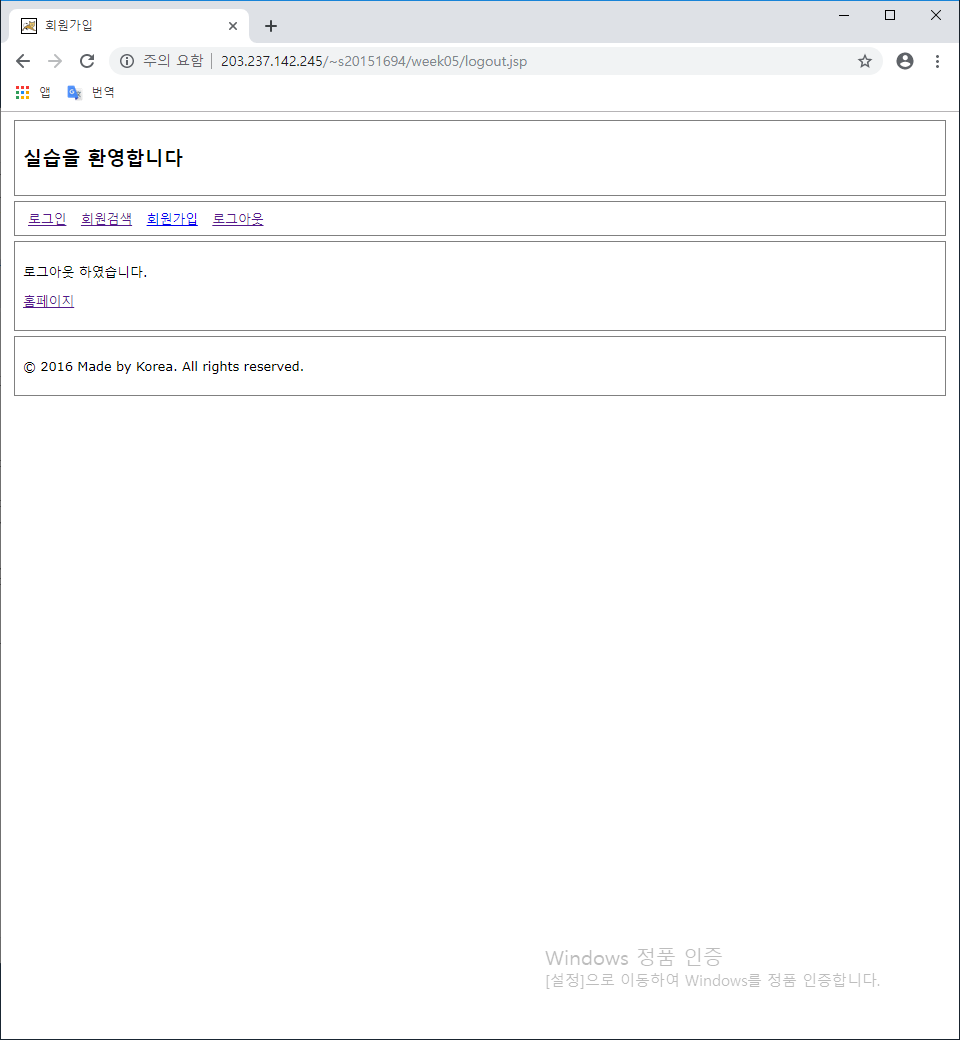 회원가입
주의 요함 | 203.237.142.245/~s20151694/week05/logout.jsp
앱 번역
실습을 환영합니다
로그인 회원검색 회원가입 로그아웃
로그아웃 하였습니다.
홈페이지
© 2016 Made by Korea. All rights reserved.
Windows 정품 인증
[설정]으로 이동하여 Windows를 정품 인증합니다.